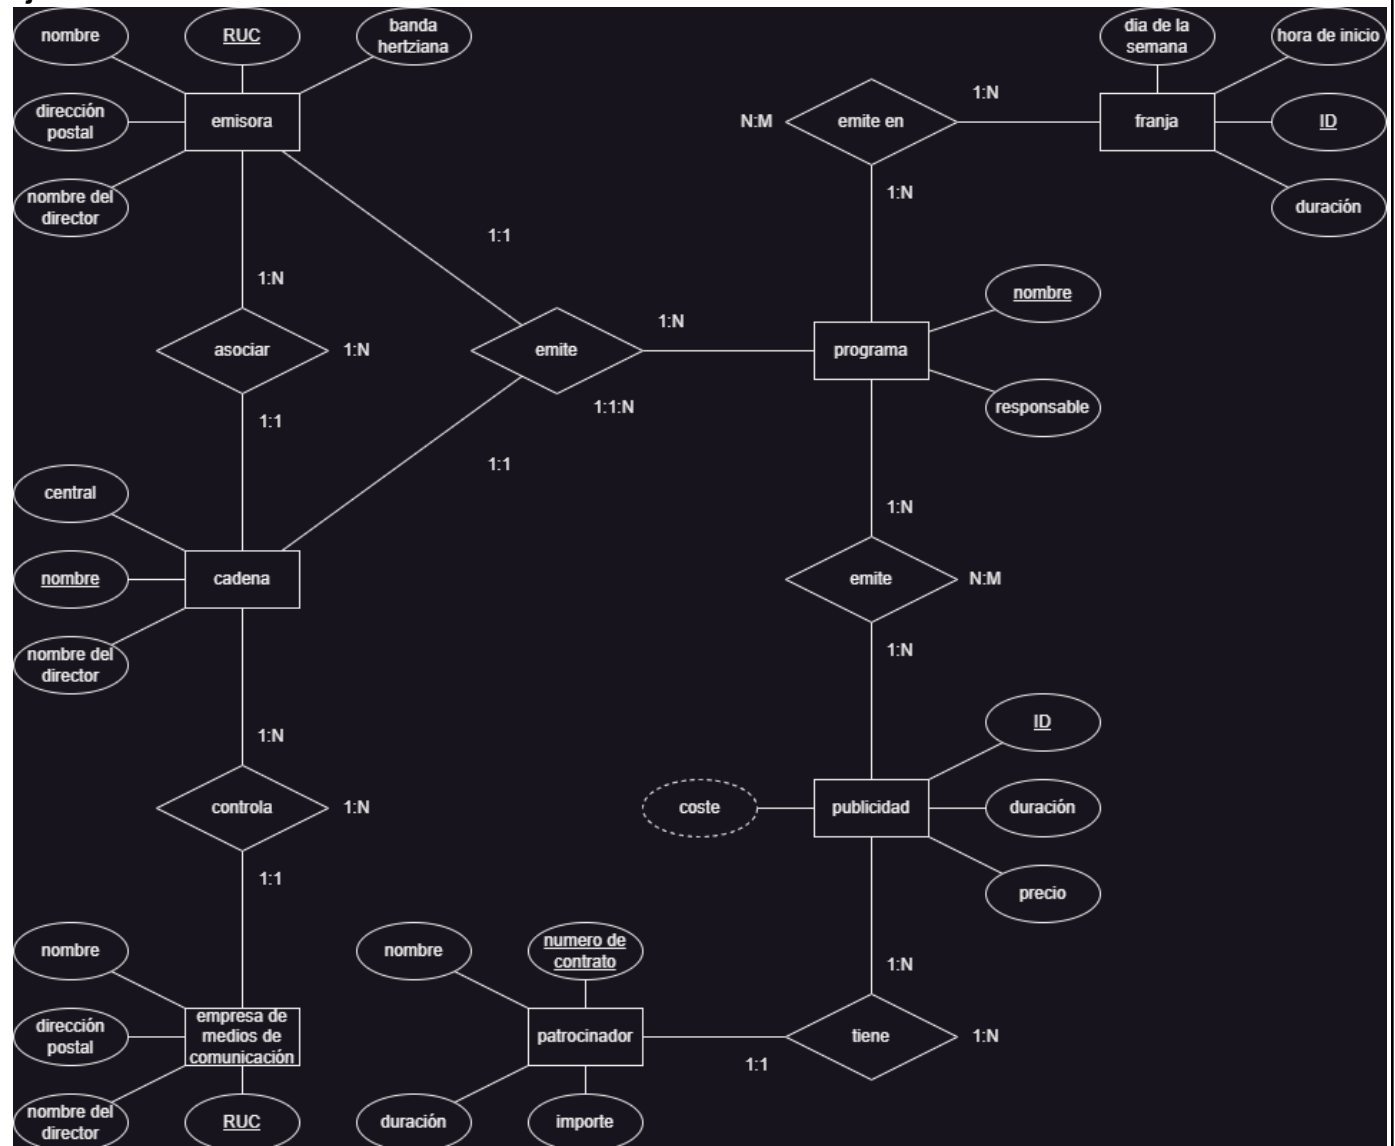 nombre
RUC
banda
hertziana
dia de la
semana
hora de inicio
dirección
postal
emisora
1:N
N:M
emite en
franja
ID
nombre del
director
1:N
duración
1:1
1:N
nombre
asociar
1:N
emite
1:N
programa
1:1
1:1:N
responsable
central
1:1
1:N
nombre
cadena
emite
N:M
nombre del
director
1:N
ID
1:N
controla
1:N
coste
publicidad
duración
1:1
precio
nombre
nombre
numero de
contrato
1:N
dirección
postal
empresa de
medios de
comunicación
patrocinador
1:1
tiene
1:N
nombre del
director
RUC
duración
importe